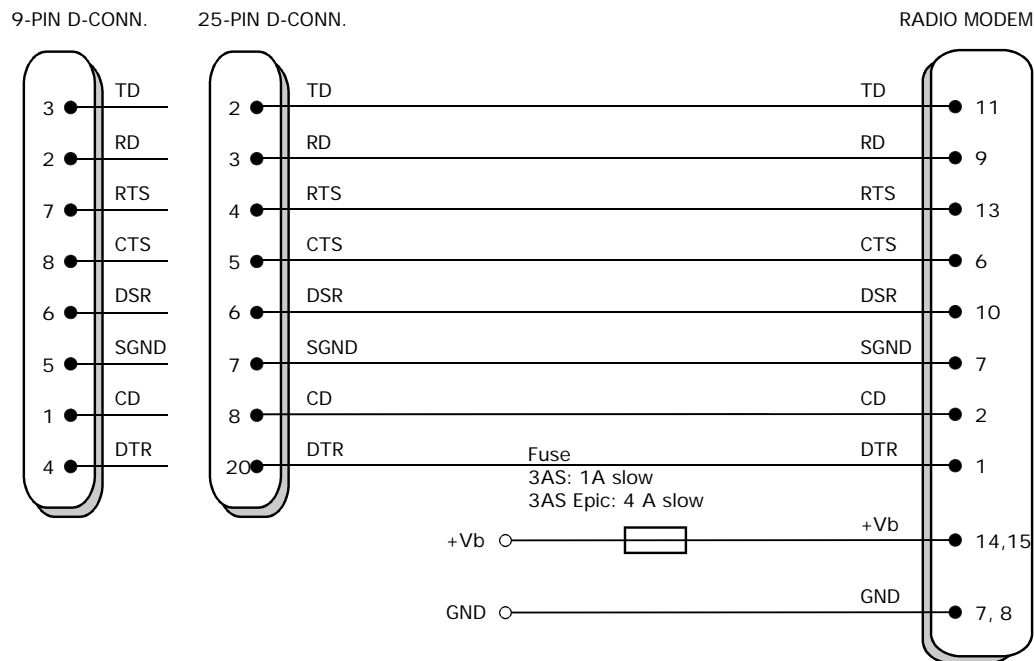 9-PIN D-CONN. 25-PIN D-CONN. RADIO MODEM
3 TD 2 TD TD 11
2 RD 3 RD RD 9
7 RTS 4 RTS RTS 13
8 CTS 5 CTS CTS 6
6 DSR 6 DSR DSR 10
5 SGND 7 SGND SGND 7
1 CD 8 CD CD 2
4 DTR 20 DTR DTR 1
Fuse
3AS: 1A slow
3AS Epic: 4 A slow
+Vb +Vb 14,15
GND GND 7, 8